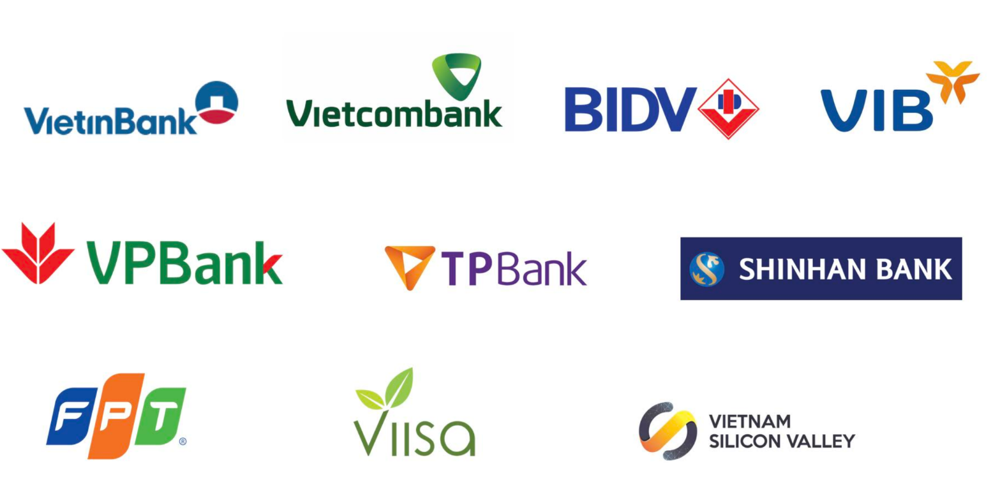 VietinBank
Vietcombank
BIDV
VIB
VPBank
TPBank
SHINHAN BANK
FPT®
Viisa
VIETNAM
SILICON VALLEY